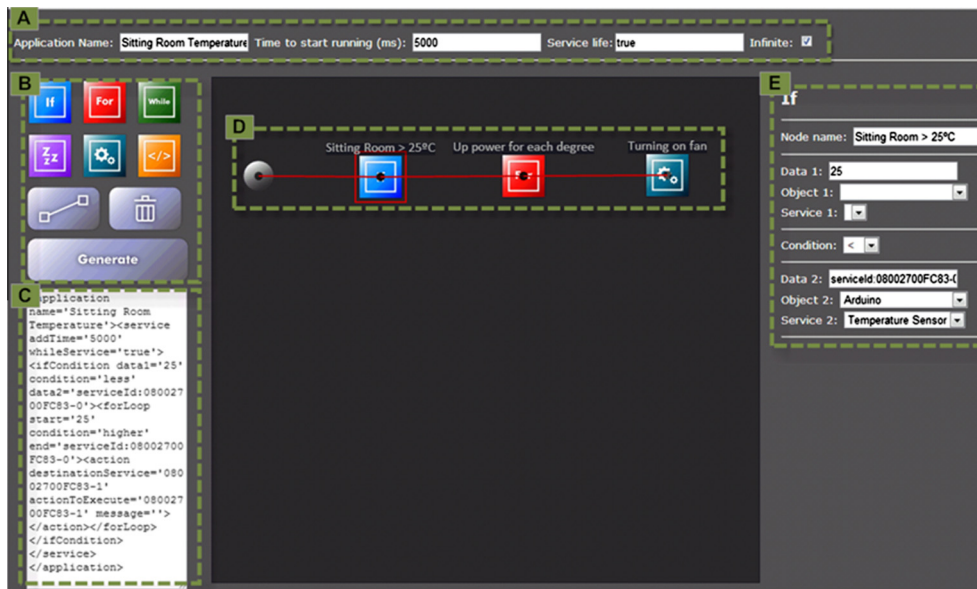 A
Application Name: Sitting Room Temperature Time to start running (ms): 5000 Service life: true Infinite:
B
If For While
Z z z </>
Generate
C
<application
name='Sitting Room
Temperature'><service
addTime='5000'
whileService='true'>
<ifCondition data1='25'
condition='less'
data2='serviceId:080027
00FC83-0'><forLoop
start='25'
condition='higher'
end='serviceId:08002700
FC83-0'><action
destinationService='080
02700FC83-1'
actionToExecute='080027
00FC83-1' message=''>
</action></forLoop>
</ifCondition>
</service>
</application>
D
Sitting Room > 25ºC Up power for each degree Turning on fan
E
If
Node name: Sitting Room > 25ºC
Data 1: 25
Object 1:
Service 1:
Condition: <
Data 2: serviceId:08002700FC83-(
Object 2: Arduino
Service 2: Temperature Sensor